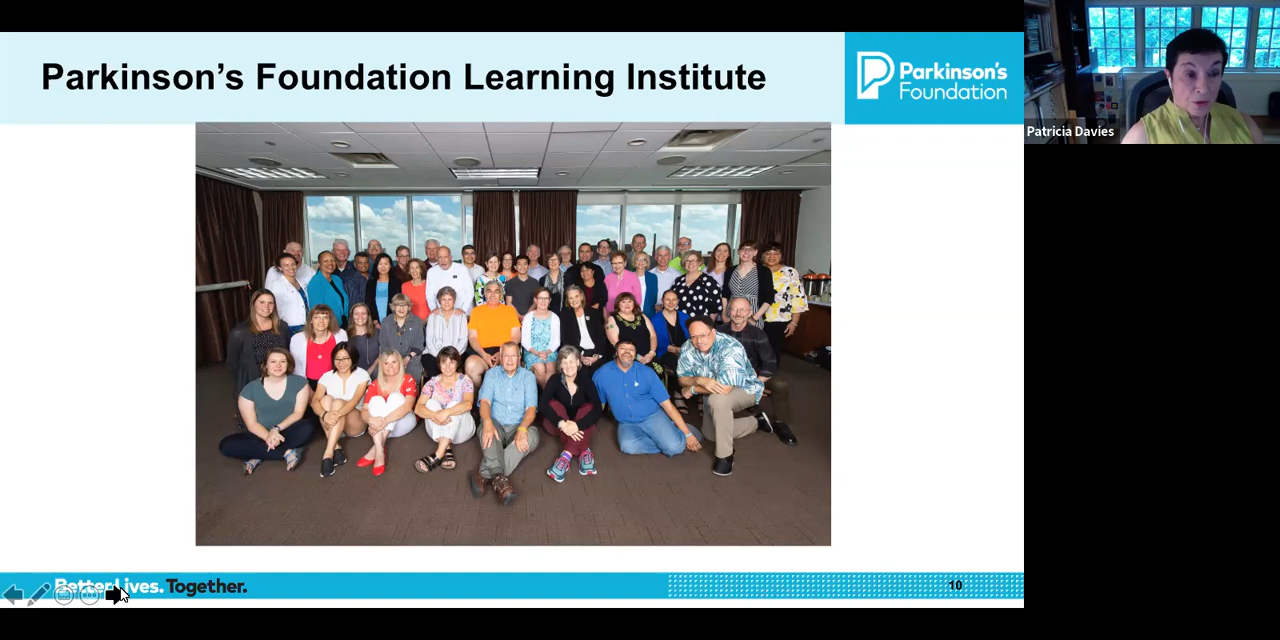 Parkinson's Foundation Learning Institute
Parkinson's
Foundation
Patricia Davies
Better Lives. Together.
10